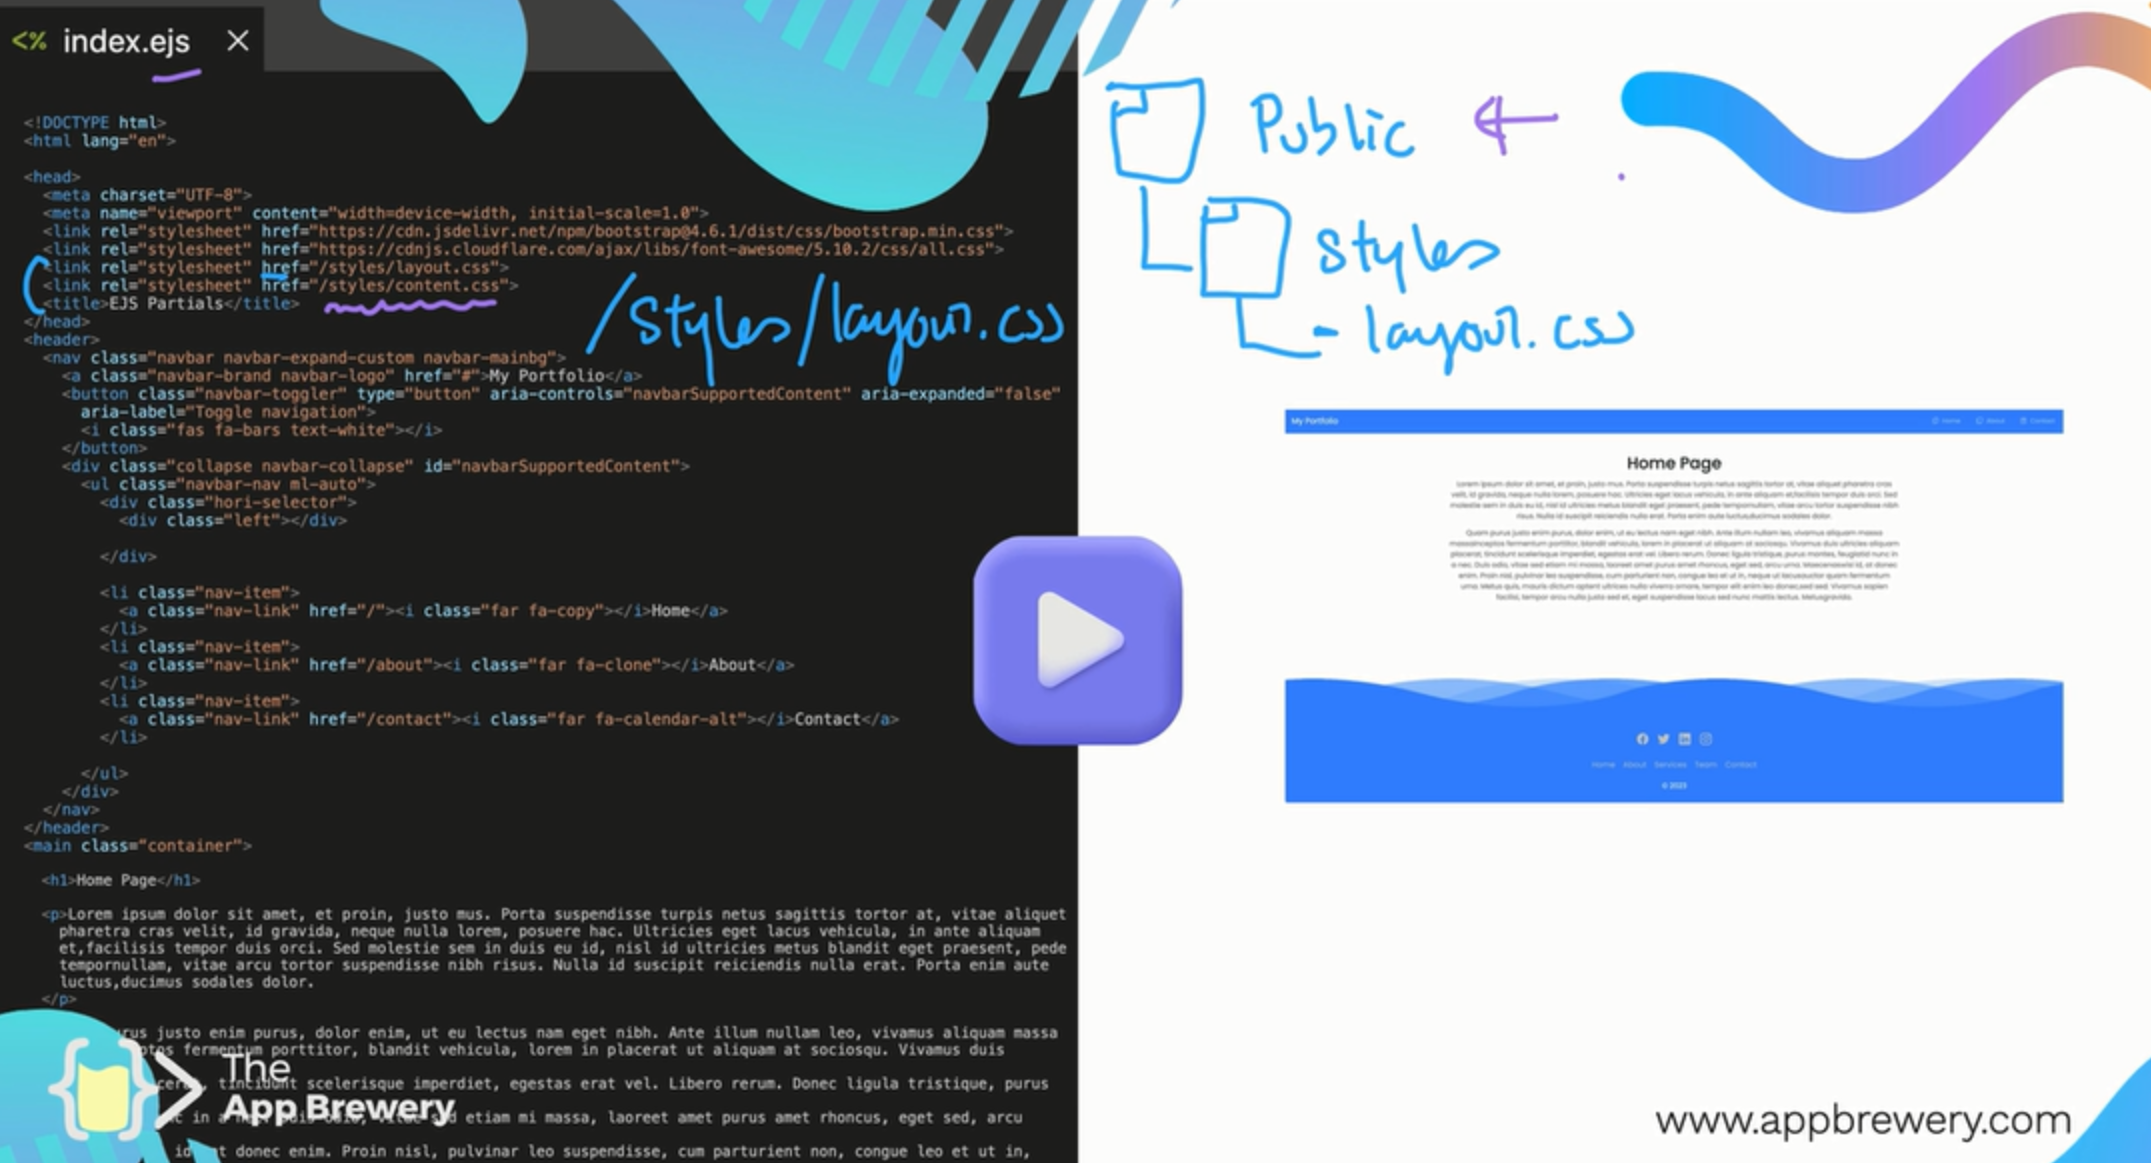 <% index.ejs ×
<!DOCTYPE html>
<html lang="en">
<head>
<meta charset="UTF-8">
<meta name="viewport" content="width=device-width, initial-scale=1.0">
<link rel="stylesheet" href="https://cdn.jsdelivr.net/npm/bootstrap@4.6.1/dist/css/bootstrap.min.css">
<link rel="stylesheet" href="https://cdnjs.cloudflare.com/ajax/libs/font-awesome/5.10.2/css/all.css">
<link rel="stylesheet" href="/styles/layout.css">
<link rel="stylesheet" href="/styles/content.css">
<title>EJS Partials</title>
</head>
<header>
<nav class="navbar navbar-expand-custom navbar-mainbg">
<a class="navbar-brand navbar-logo" href="#">My Portfolio</a>
<button class="navbar-toggler" type="button" aria-controls="navbarSupportedContent" aria-expanded="false"
aria-label="Toggle navigation">
<i class="fas fa-bars text-white"></i>
</button>
<div class="collapse navbar-collapse" id="navbarSupportedContent">
<ul class="navbar-nav ml-auto">
<div class="hori-selector">
<div class="left"></div>
</div>
<li class="nav-item">
<a class="nav-link" href="/"><i class="far fa-copy"></i>Home</a>
</li>
<li class="nav-item">
<a class="nav-link" href="/about"><i class="far fa-clone"></i>About</a>
</li>
<li class="nav-item">
<a class="nav-link" href="/contact"><i class="far fa-calendar-alt"></i>Contact</a>
</li>
</ul>
</div>
</nav>
</header>
<main class="container">
<h1>Home Page</h1>
<p>Lorem ipsum dolor sit amet, et proin, justo mus. Porta suspendisse turpis netus sagittis tortor at, vitae aliquet
pharetra cras velit, id gravida, neque nulla lorem, posuere hac. Ultricies eget lacus vehicula, in ante aliquam
et,facilisis tempor duis orci. Sed molestie sem in duis eu id, nisl id ultricies metus blandit eget praesent, pede
tempornullam, vitae arcu tortor suspendisse nibh risus. Nulla id suscipit reiciendis nulla erat. Porta enim aute
luctus,ducimus sodales dolor.
</p>
justo enim purus, dolor enim, ut eu lectus nam eget nibh. Ante illum nullam leo, vivamus aliquam massa
fermentum porttitor, blandit vehicula, lorem in placerat ut aliquam at sociosqu. Vivamus duis
tincidunt scelerisque imperdiet, egestas erat vel. Libero rerum. Donec ligula tristique, purus
etiam mi massa, laoreet amet purus amet rhoncus, eget sed, arcu
donec enim. Proin nisl, pulvinar leo suspendisse, cum parturient non, congue leo et ut in,
/styles/layout.css
The
App Brewery
Public
styles
- layout.css
My Portfolio Home About Contact
Home Page
Home About Services Team Contact
© 2023
www.appbrewery.com